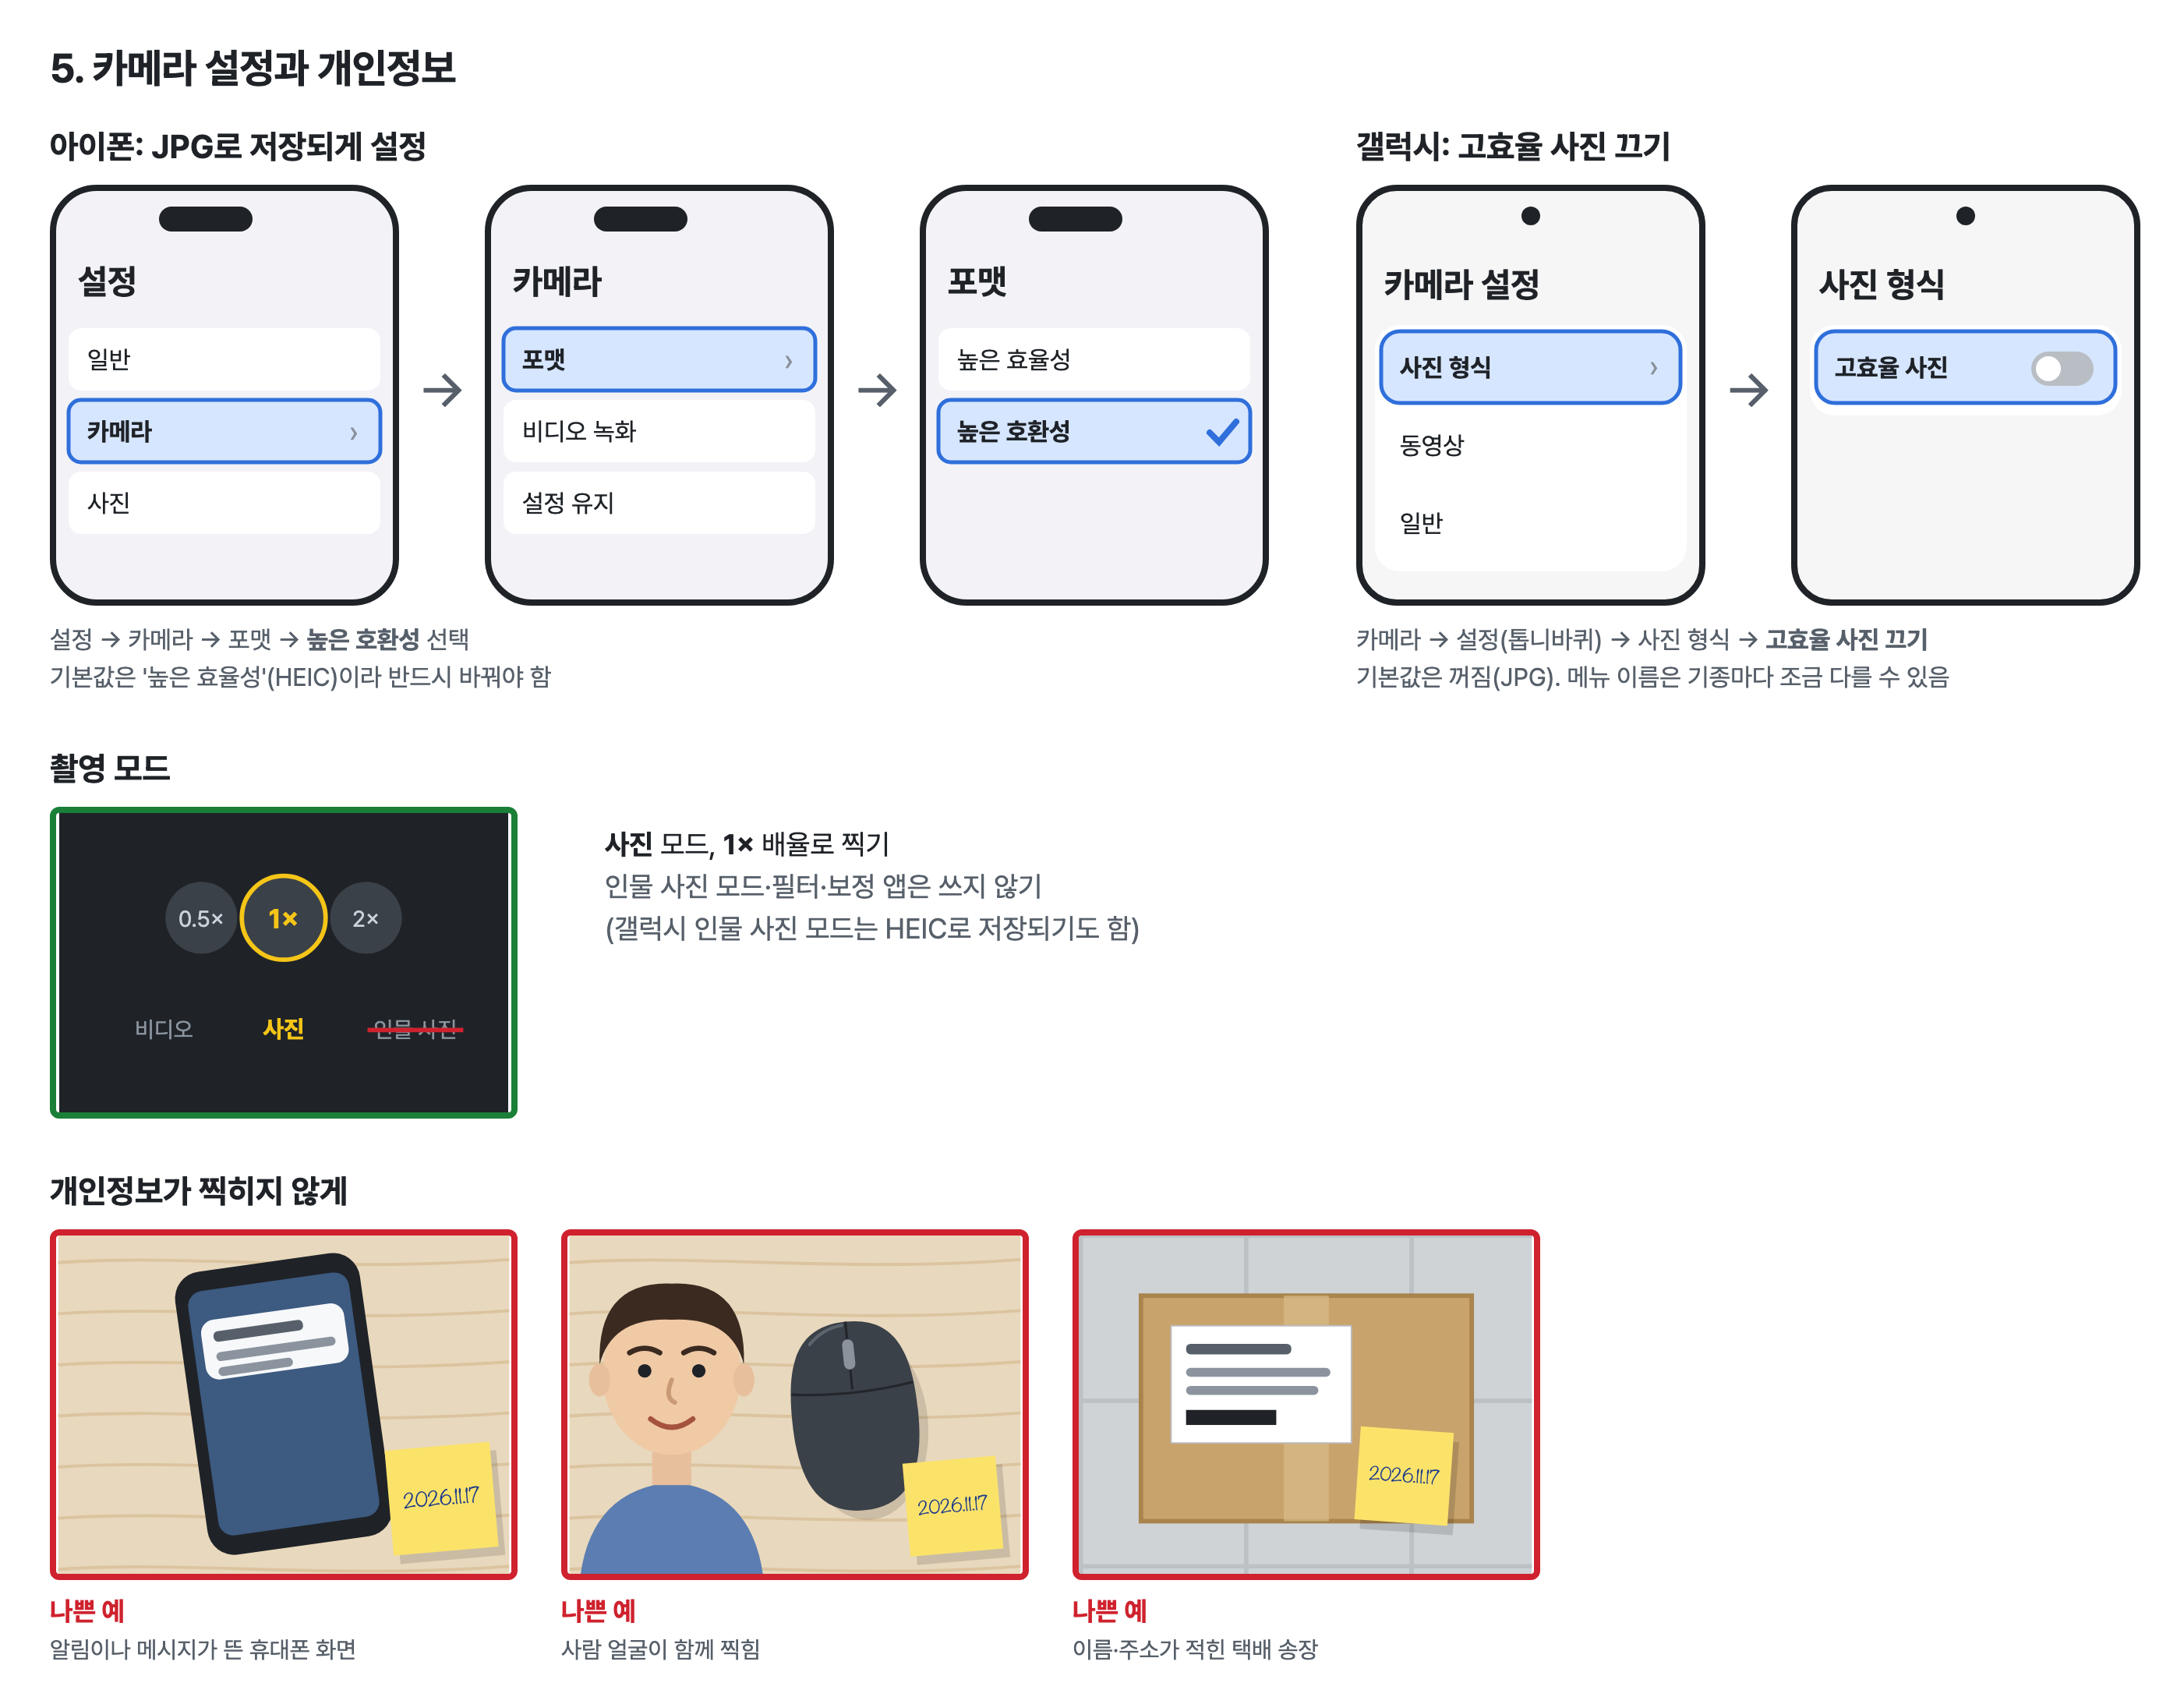 5. 카메라 설정과 개인정보
아이폰: JPG로 저장되게 설정
설정
일반
카메라 ›
사진
→
카메라
포맷 ›
비디오 녹화
설정 유지
→
포맷
높은 효율성
높은 호환성
설정 → 카메라 → 포맷 → 높은 호환성 선택
기본값은 '높은 효율성'(HEIC)이라 반드시 바꿔야 함
갤럭시: 고효율 사진 끄기
카메라 설정
사진 형식 ›
동영상
일반
→
사진 형식
고효율 사진
카메라 → 설정(톱니바퀴) → 사진 형식 → 고효율 사진 끄기
기본값은 꺼짐(JPG). 메뉴 이름은 기종마다 조금 다를 수 있음
촬영 모드
0.5× 1× 2×
비디오 사진 인물 사진
사진 모드, 1× 배율로 찍기
인물 사진 모드·필터·보정 앱은 쓰지 않기
(갤럭시 인물 사진 모드는 HEIC로 저장되기도 함)
개인정보가 찍히지 않게
2026.11.17
나쁜 예
알림이나 메시지가 뜬 휴대폰 화면
2026.11.17
나쁜 예
사람 얼굴이 함께 찍힘
2026.11.17
나쁜 예
이름·주소가 적힌 택배 송장